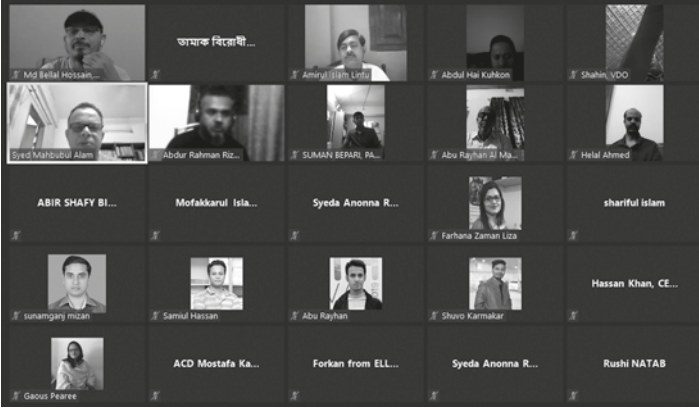 Md Bellal Hossain,...
তামাক বিরোধী...
Amirul Islam Lintu
Abdul Hai Kuhkon
Shahin, VDO
Syed Mahbubul Alam
Abdur Rahman Riz...
SUMAN BEPARI, PA...
Abu Rayhan Al Ma...
Helal Ahmed
ABIR SHAFY BI...
Mofakkarul Isla...
Syeda Anonna R...
Farhana Zaman Liza
shariful islam
sunamganj mizan
Samiul Hassan
Abu Rayhan
Shuvo Karmakar
Hassan Khan, CE...
Gaous Pearee
ACD Mostafa Ka...
Forkan from ELL...
Syeda Anonna R...
Rushi NATAB